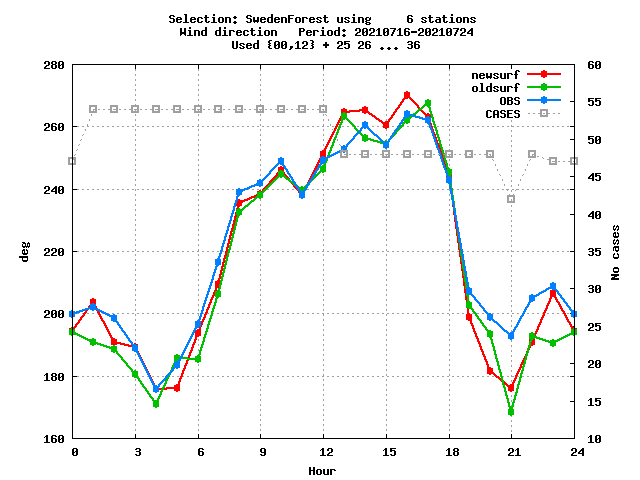 Selection: SwedenForest using     6 stations
Wind direction   Period: 20210716-20210724
Used {00,12} + 25 26 ... 36
280
260
240
220
200
180
160
deg
60
55
50
45
40
35
30
25
20
15
10
No cases
newsurf
oldsurf
OBS
CASES
0 3 6 9 12 15 18 21 24
Hour